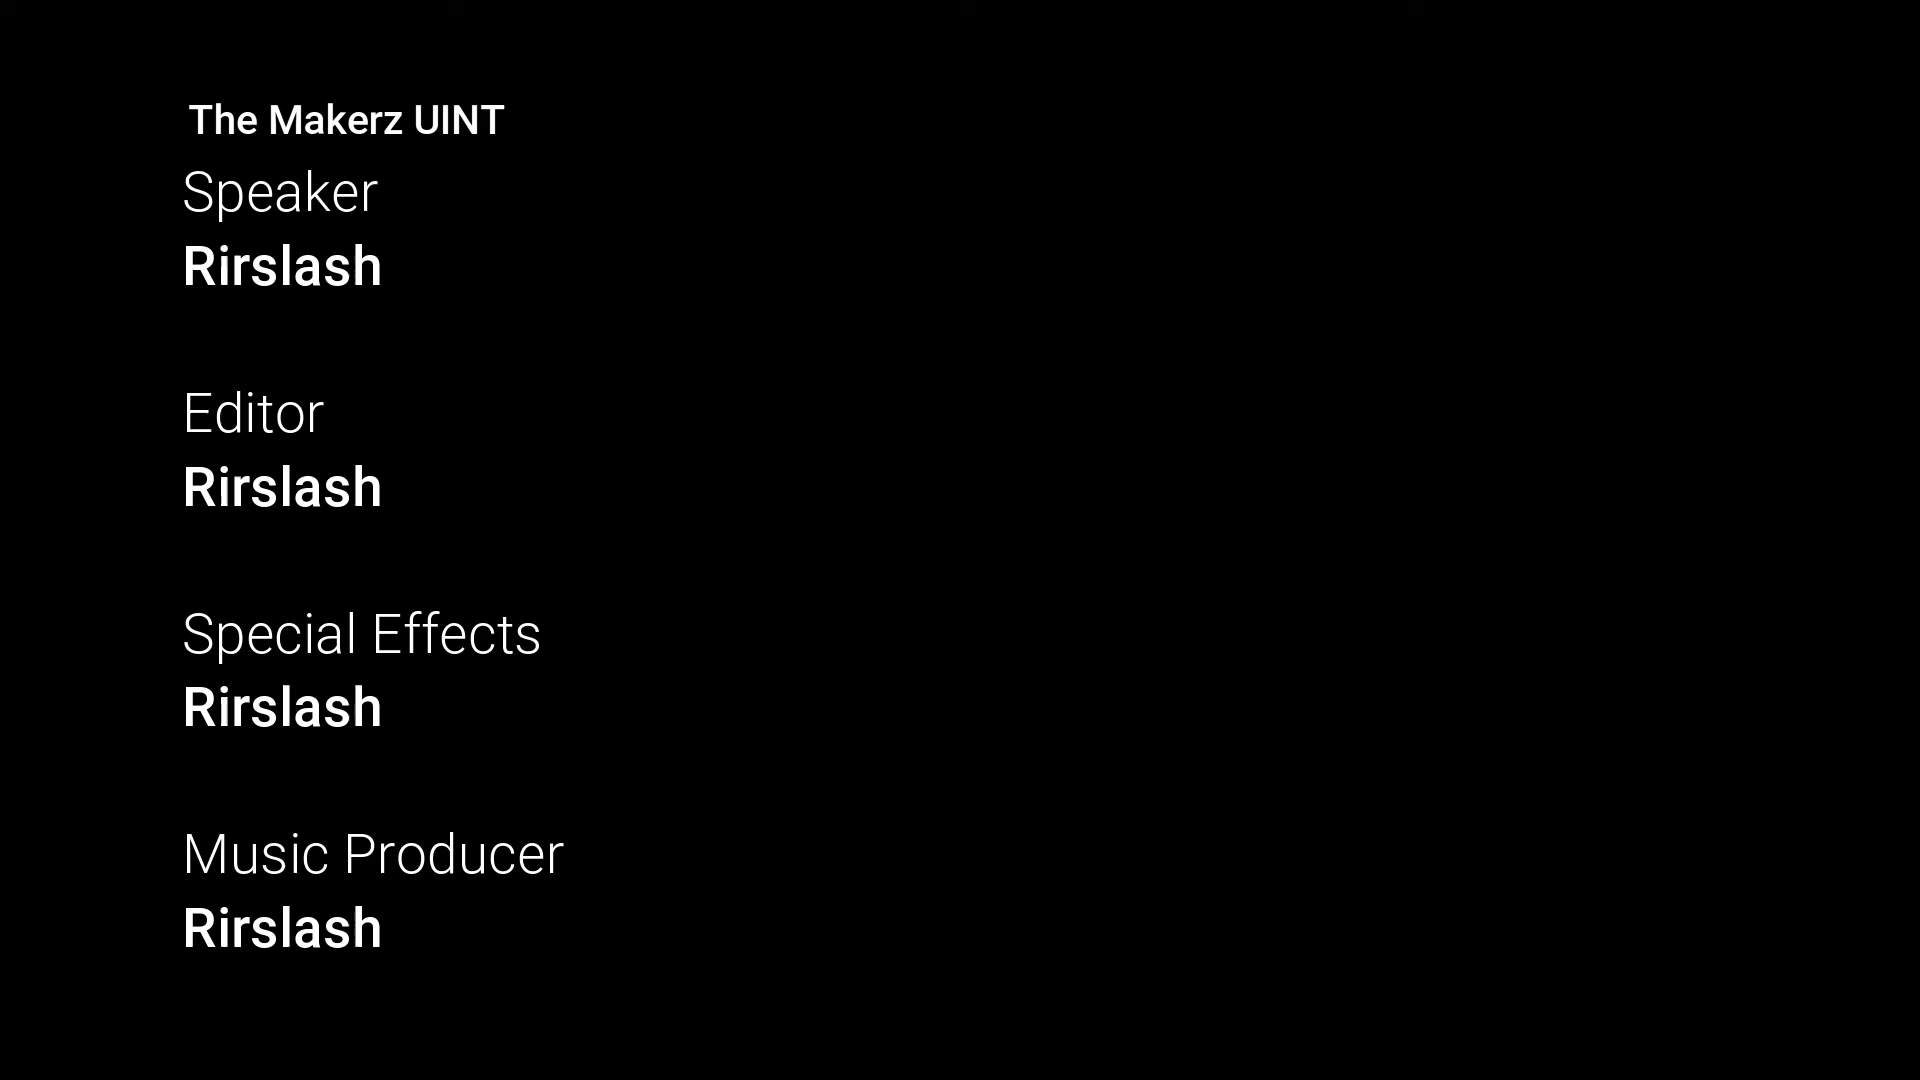 The Makerz UINT
Speaker
Rirslash
Editor
Rirslash
Special Effects
Rirslash
Music Producer
Rirslash